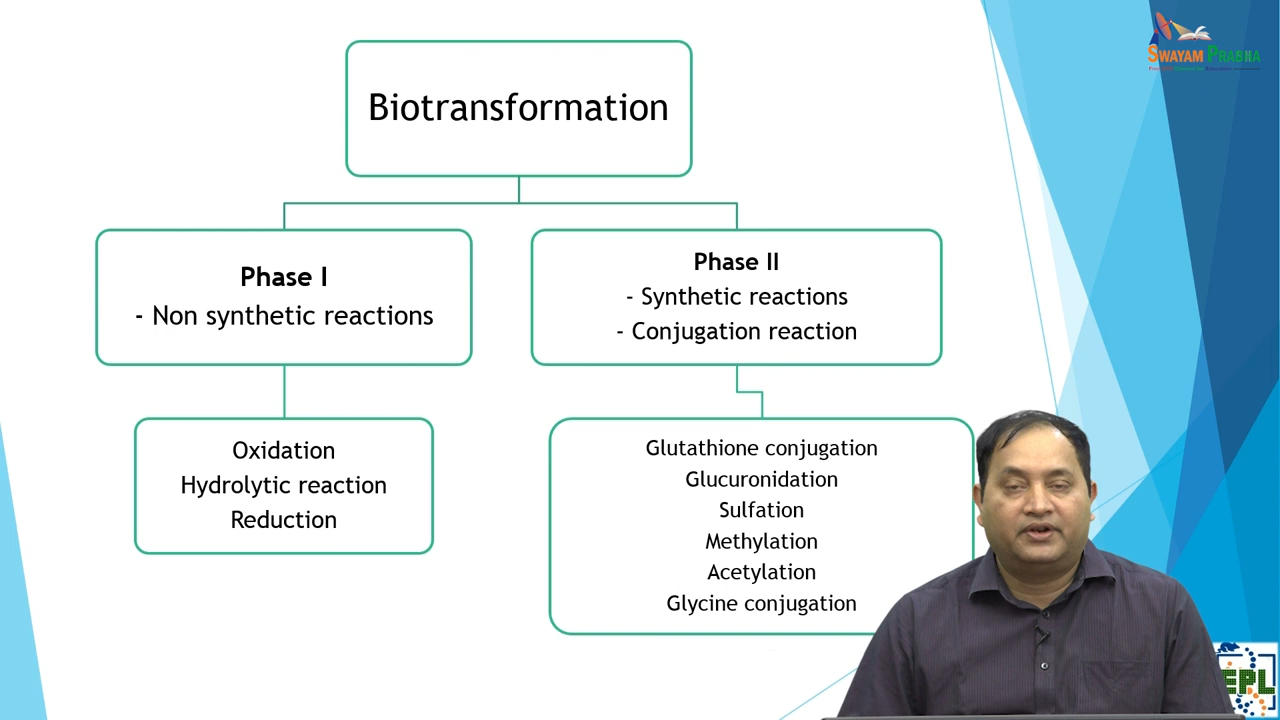 SWAYAM PRABHA
Biotransformation
Phase I
- Non synthetic reactions
Phase II
- Synthetic reactions
- Conjugation reaction
Oxidation
Hydrolytic reaction
Reduction
Glutathione conjugation
Glucuronidation
Sulfation
Methylation
Acetylation
Glycine conjugation
EPL